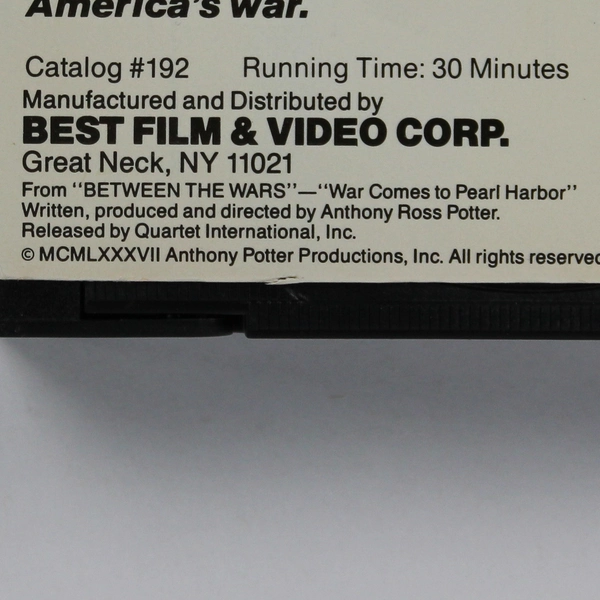 America's war.
Catalog #192 Running Time: 30 Minutes
Manufactured and Distributed by
BEST FILM & VIDEO CORP.
Great Neck, NY 11021
From "BETWEEN THE WARS"—"War Comes to Pearl Harbor"
Written, produced and directed by Anthony Ross Potter.
Released by Quartet International, Inc.
© MCMLXXXVII Anthony Potter Productions, Inc. All rights reserved